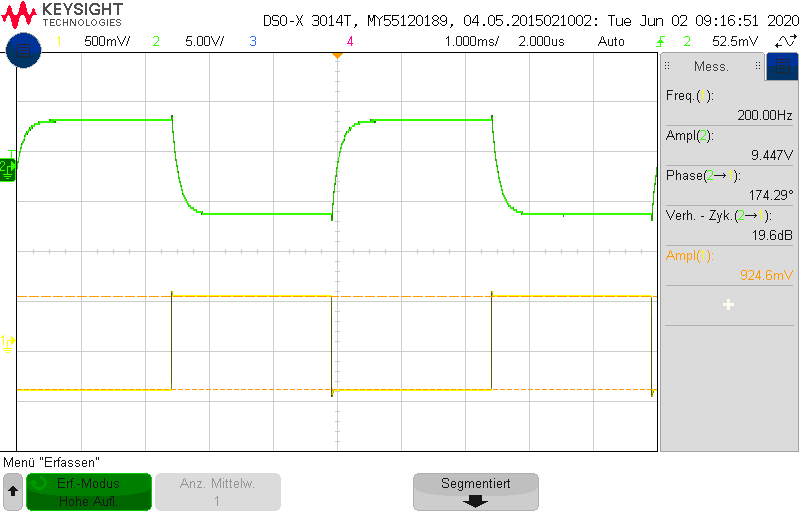 KEYSIGHT
TECHNOLOGIES
DSO-X 3014T, MY55120189, 04.05.2015021002: Tue Jun 02 09:16:51 2020
1 500mV/ 2 5.00V/ 3 4 1.000ms/ 2.000us Auto 2 52.5mV
Mess.
Freq.( ):
200.00Hz
Ampl(2):
9.447V
Phase(2→1):
174.29°
Verh. - Zyk.(2→ ):
19.6dB
Ampl( ):
924.6mV
2
1
Menü "Erfassen"
Erf.-Modus
Hohe Aufl.
Anz. Mittelw.
1
Segmentiert